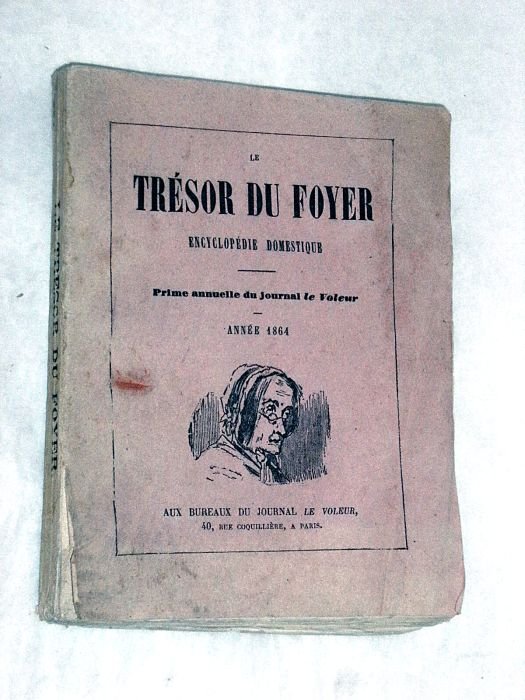 LE
TRÉSOR DU FOYER
ENCYCLOPÉDIE DOMESTIQUE
Prime annuelle du journal le Voleur
—
ANNÉE 1864
AUX BUREAUX DU JOURNAL LE VOLEUR,
40, RUE COQUILLIÈRE, A PARIS.
LE TRESOR DU FOYER